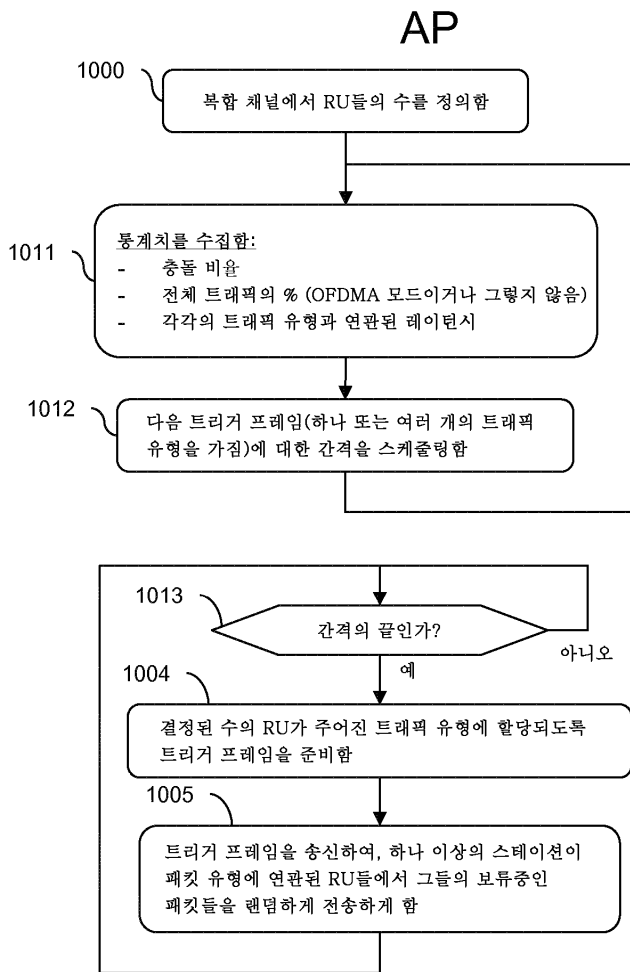 AP
1000
복합 채널에서 RU들의 수를 정의함
1011
통계치를 수집함:
- 충돌 비율
- 전체 트래픽의 % (OFDMA 모드이거나 그렇지 않음)
- 각각의 트래픽 유형과 연관된 레이턴시
1012
다음 트리거 프레임(하나 또는 여러 개의 트래픽
유형을 가짐)에 대한 간격을 스케줄링함
1013
간격의 끝인가?
아니오
예
1004
결정된 수의 RU가 주어진 트래픽 유형에 할당되도록
트리거 프레임을 준비함
1005
트리거 프레임을 송신하여, 하나 이상의 스테이션이
패킷 유형에 연관된 RU들에서 그들의 보류중인
패킷들을 랜덤하게 전송하게 함